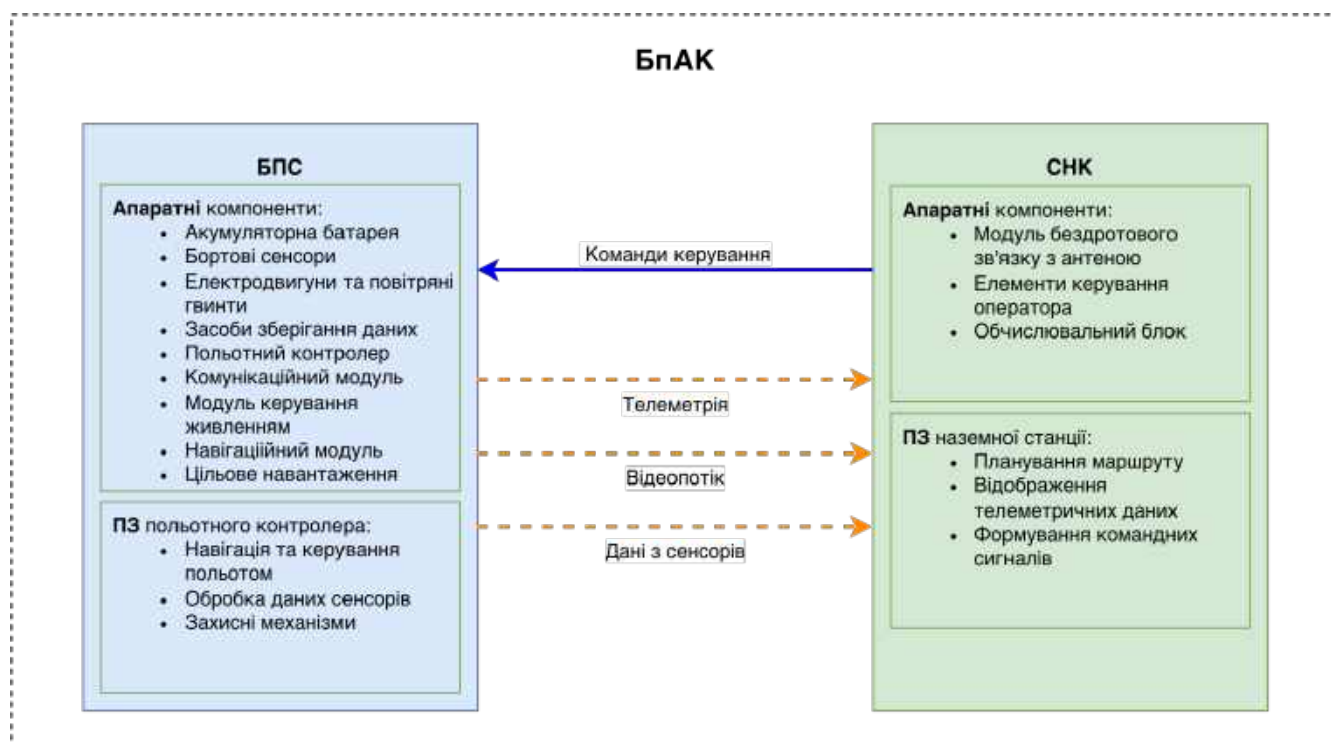 БпАК
БПС
Апаратні компоненти:
• Акумуляторна батарея
• Бортові сенсори
• Електродвигуни та повітряні
гвинти
• Засоби зберігання даних
• Польотний контролер
• Комунікаційний модуль
• Модуль керування
живленням
• Навігаціійний модуль
• Цільове навантаження
ПЗ польотного контролера:
• Навігація та керування
польотом
• Обробка даних сенсорів
• Захисні механізми
Команди керування
Телеметрія
Відеопотік
Дані з сенсорів
СНК
Апаратні компоненти:
• Модуль бездротового
зв'язку з антеною
• Елементи керування
оператора
• Обчислювальний блок
ПЗ наземної станції:
• Планування маршруту
• Відображення
телеметричних даних
• Формування командних
сигналів